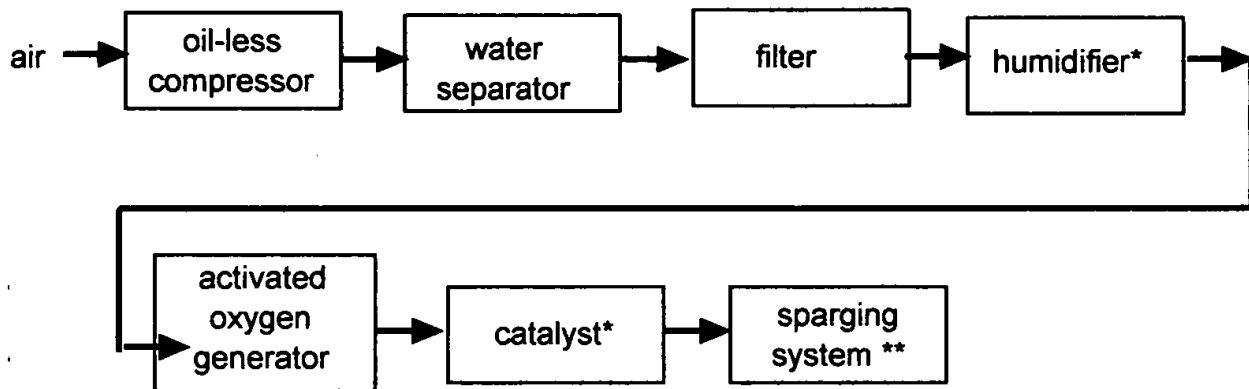 air
oil-less
compressor
water
separator
filter
humidifier*
activated
oxygen
generator
catalyst*
sparging
system **